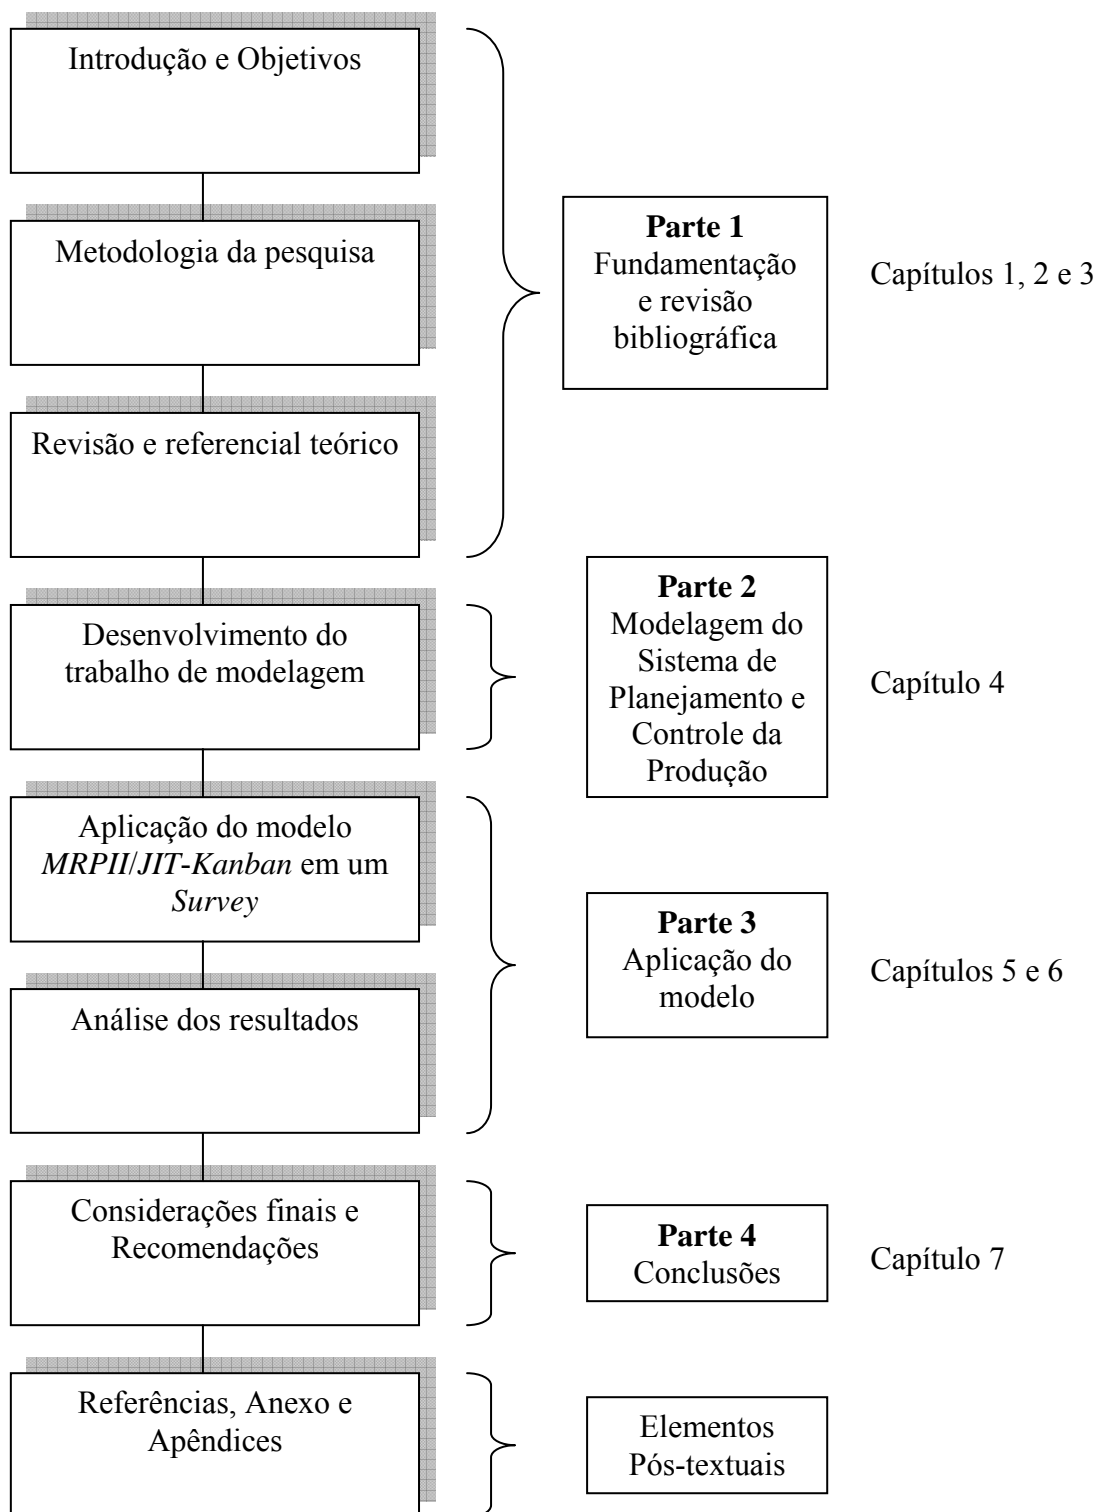 Introdução e Objetivos
Metodologia da pesquisa
Revisão e referencial teórico
Parte 1
Fundamentação
e revisão
bibliográfica
Capítulos 1, 2 e 3
Desenvolvimento do
trabalho de modelagem
Parte 2
Modelagem do
Sistema de
Planejamento e
Controle da
Produção
Capítulo 4
Aplicação do modelo
MRPII/JIT-Kanban em um
Survey
Análise dos resultados
Parte 3
Aplicação do
modelo
Capítulos 5 e 6
Considerações finais e
Recomendações
Parte 4
Conclusões
Capítulo 7
Referências, Anexo e
Apêndices
Elementos
Pós-textuais